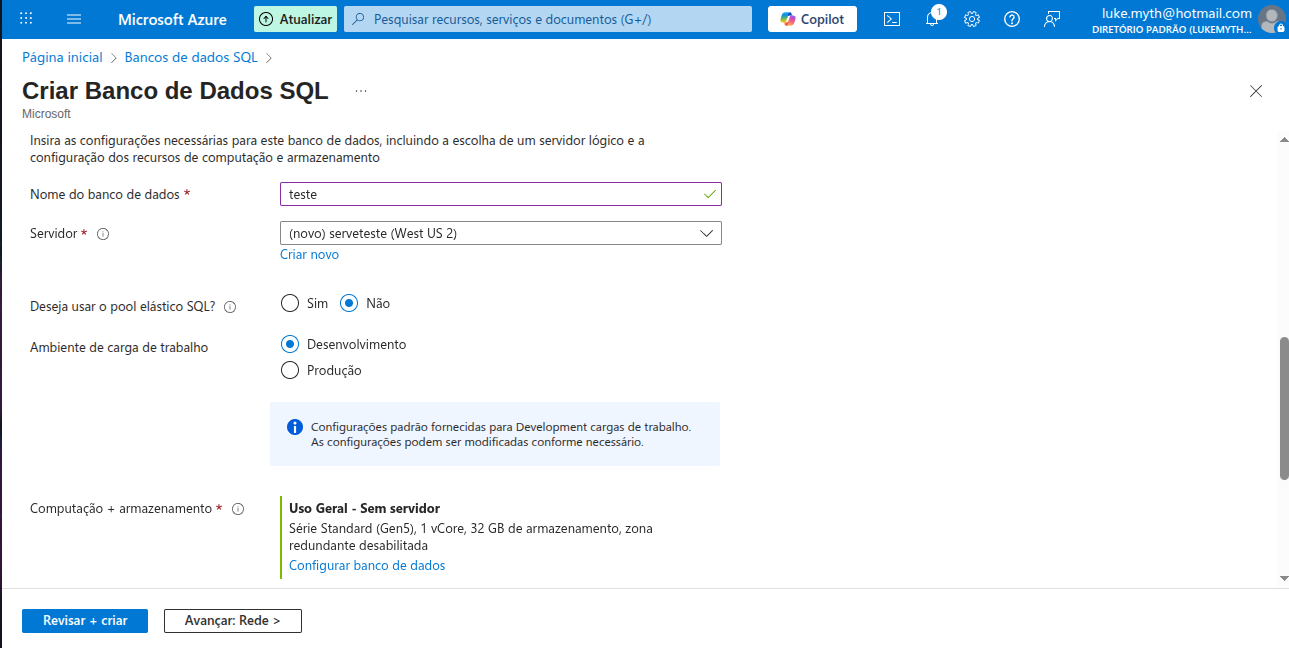 Microsoft Azure
Atualizar
Pesquisar recursos, serviços e documentos (G+/)
Copilot
1
luke.myth@hotmail.com
DIRETÓRIO PADRÃO (LUKEMYTH...
Página inicial > Bancos de dados SQL >
Criar Banco de Dados SQL ...
Microsoft
Insira as configurações necessárias para este banco de dados, incluindo a escolha de um servidor lógico e a
configuração dos recursos de computação e armazenamento
Nome do banco de dados *
teste
Servidor *
(novo) serveteste (West US 2)
Criar novo
Deseja usar o pool elástico SQL?
Sim
Não
Ambiente de carga de trabalho
Desenvolvimento
Produção
Configurações padrão fornecidas para Development cargas de trabalho.
As configurações podem ser modificadas conforme necessário.
Computação + armazenamento *
Uso Geral - Sem servidor
Série Standard (Gen5), 1 vCore, 32 GB de armazenamento, zona
redundante desabilitada
Configurar banco de dados
Revisar + criar
Avançar: Rede >